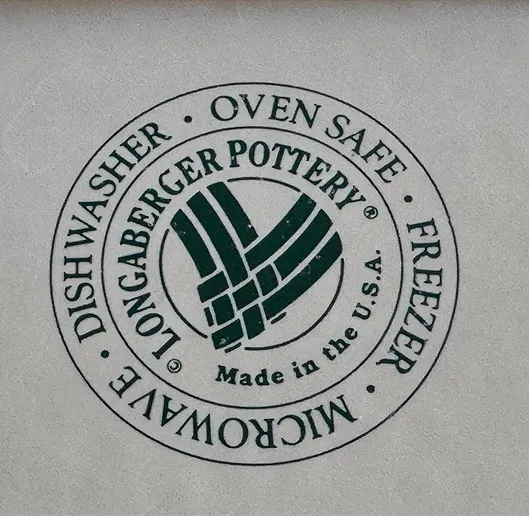 DISHWASHER • OVEN SAFE • FREEZER • MICROWAVE •
© LONGABERGER POTTERY ®
Made in the U.S.A.